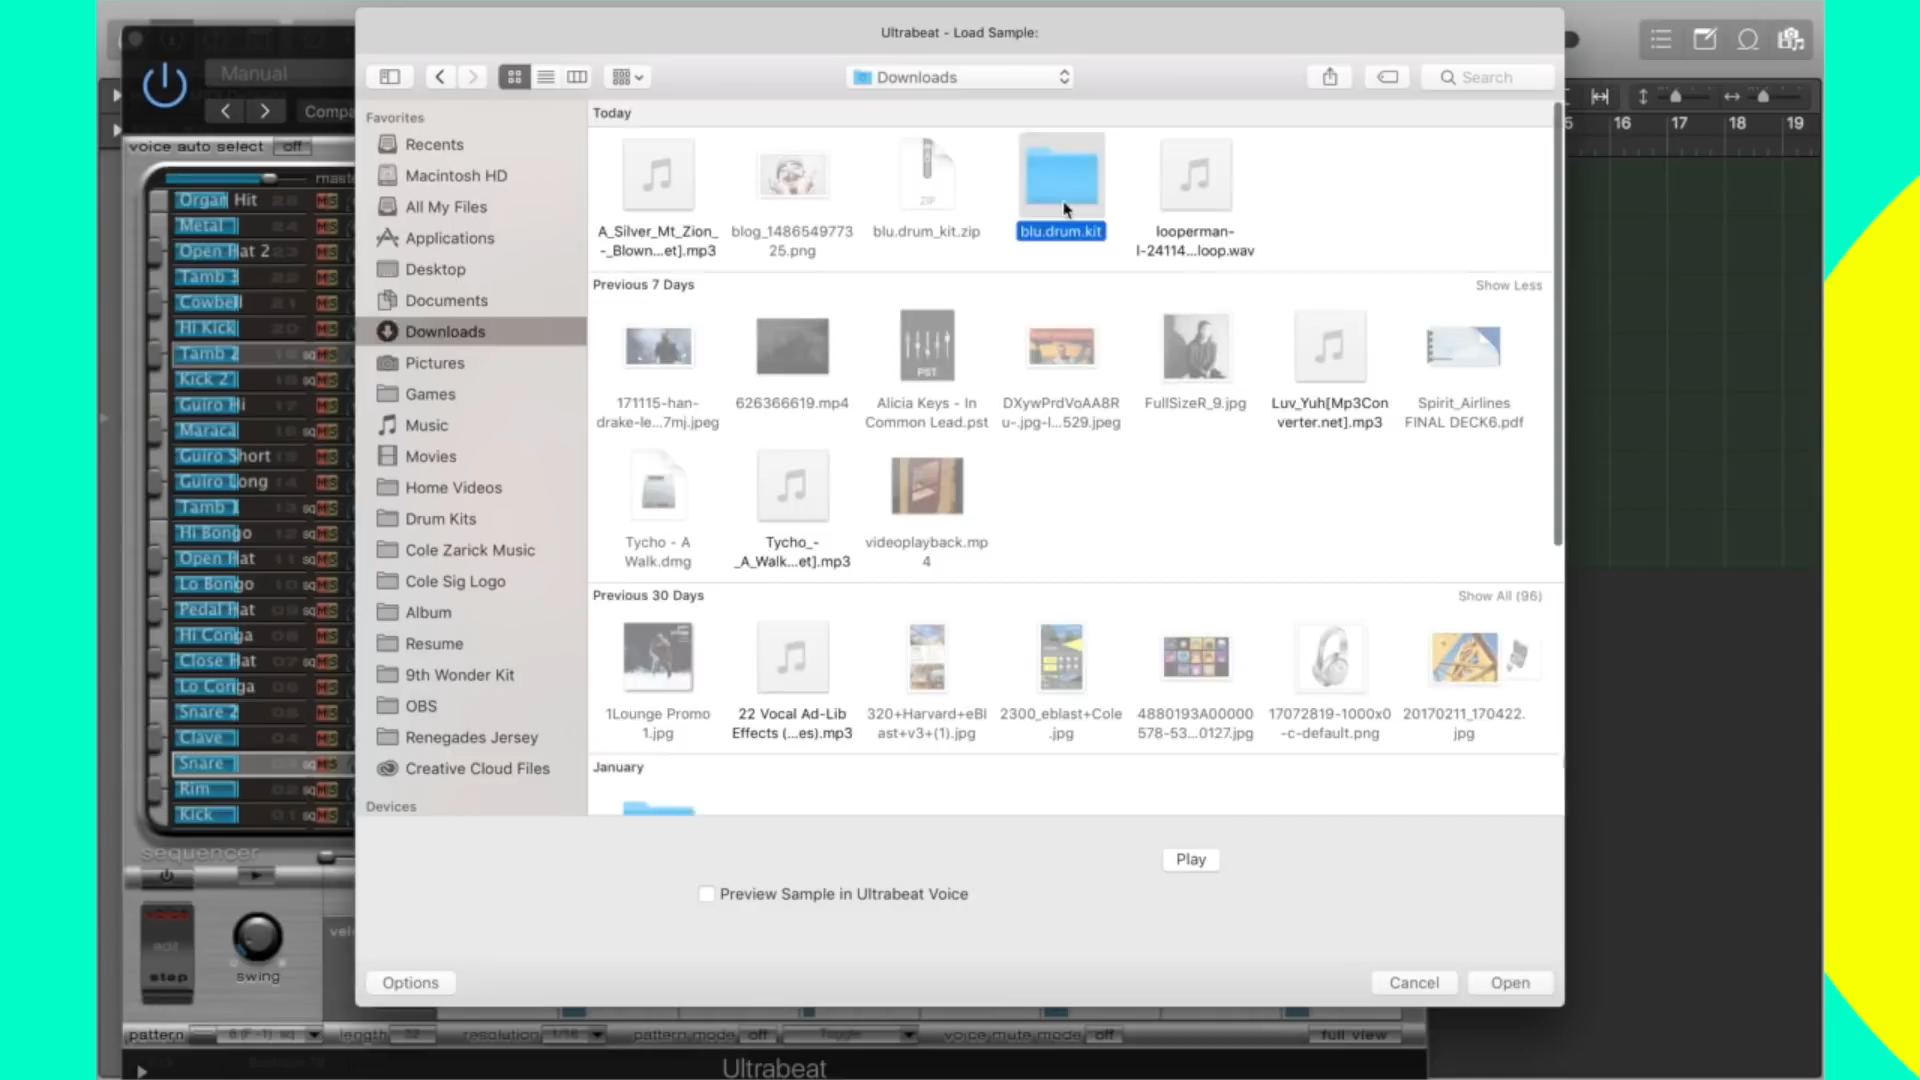 Ultrabeat - Load Sample:
Manual
Downloads
Search
Compa
voice auto select off
Favorites
Recents
Macintosh HD
All My Files
Applications
Desktop
Documents
Downloads
Pictures
Games
Music
Movies
Home Videos
Drum Kits
Cole Zarick Music
Cole Sig Logo
Album
Resume
9th Wonder Kit
OBS
Renegades Jersey
Creative Cloud Files
Devices
Today
ZIP
A_Silver_Mt_Zion_
-_Blown...et].mp3
blog_1486549773
25.png
blu.drum_kit.zip
blu.drum.kit
looperman-
l-24114...loop.wav
Previous 7 Days
Show Less
PST
171115-han-
drake-le...7mj.jpeg
626366619.mp4
Alicia Keys - In
Common Lead.pst
DXywPrdVoAA8R
u-.jpg-l...529.jpeg
FullSizeR_9.jpg
Luv_Yuh[Mp3Con
verter.net].mp3
Spirit_Airlines
FINAL DECK6.pdf
Tycho - A
Walk.dmg
Tycho_-
_A_Walk...et].mp3
videoplayback.mp
4
Previous 30 Days
Show All (96)
1Lounge Promo
1.jpg
22 Vocal Ad-Lib
Effects (...es).mp3
320+Harvard+eBl
ast+v3+(1).jpg
2300_eblast+Cole
.jpg
4880193A00000
578-53...0127.jpg
17072819-1000x0
-c-default.png
20170211_170422.
jpg
January
Play
Preview Sample in Ultrabeat Voice
Options
Cancel
Open
16 17 18 19
Organ Hit
Metal
Open Hat 2
Tamb 3
Cowbell
Hi Kick
Tamb 2
Kick 2
Guiro Hi
Maraca
Guiro Short
Guiro Long
Tamb 1
Hi Bongo
Open Hat
Lo Bongo
Pedal Hat
Hi Conga
Close Hat
Lo Conga
Snare 2
Clave
Snare
Rim
Kick
sequencer
voice
edit
step
swing
pattern
length 32
resolution 1/16
pattern mode off
Toggle
voice mute mode off
full view
Ultrabeat